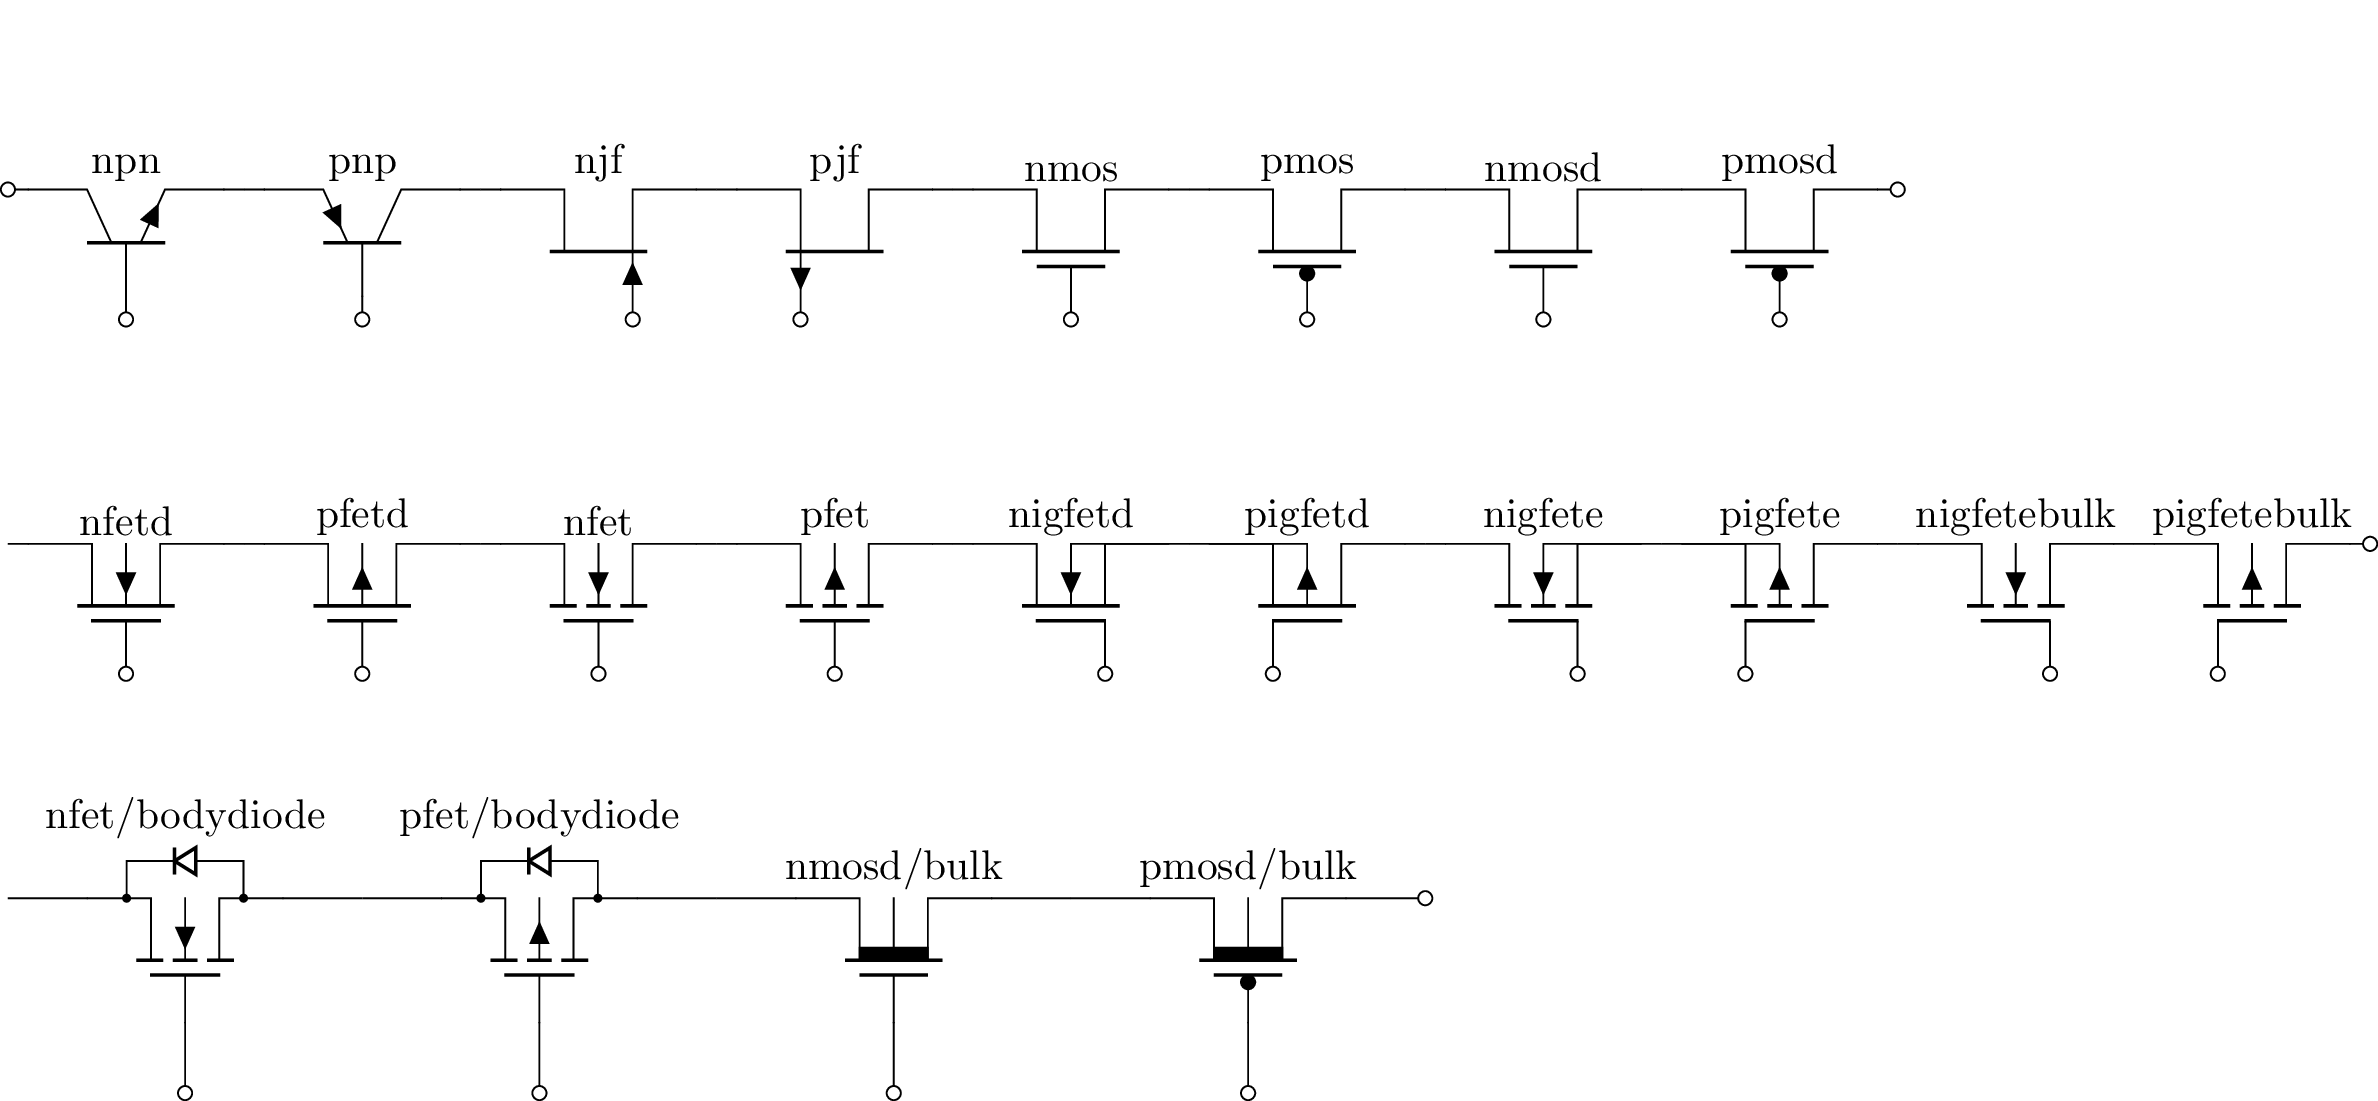 npn pnp njf pjf nmos pmos nmosd pmosd
nfetd pfetd nfet pfet nigfetd pigfetd nigfete pigfete nigfetebulk pigfetebulk
nfet/bodydiode pfet/bodydiode nmosd/bulk pmosd/bulk